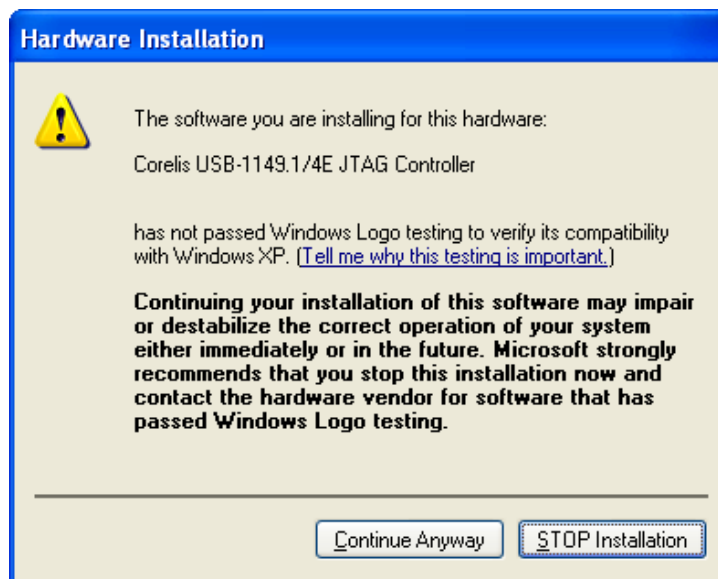 Hardware Installation
The software you are installing for this hardware:
Corelis USB-1149.1/4E JTAG Controller
has not passed Windows Logo testing to verify its compatibility
with Windows XP. (Tell me why this testing is important.)
Continuing your installation of this software may impair
or destabilize the correct operation of your system
either immediately or in the future. Microsoft strongly
recommends that you stop this installation now and
contact the hardware vendor for software that has
passed Windows Logo testing.
Continue Anyway
STOP Installation